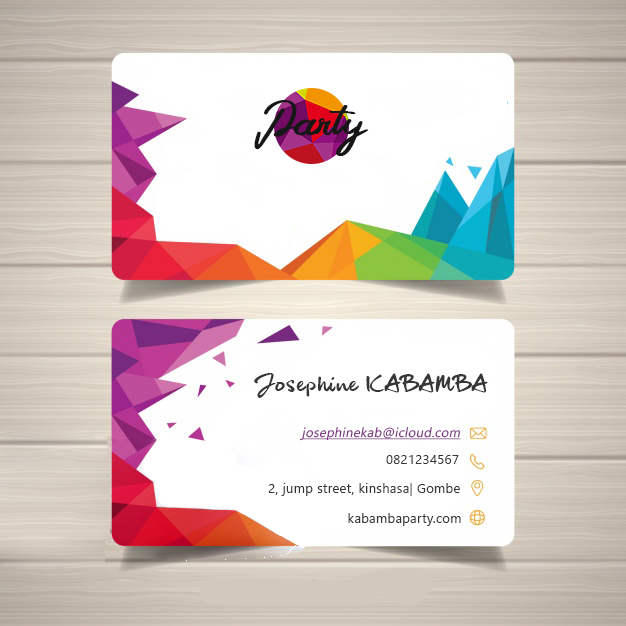 Party
Josephine KABAMBA
josephinekab@icloud.com
0821234567
2, jump street, kinshasa| Gombe
kabambaparty.com